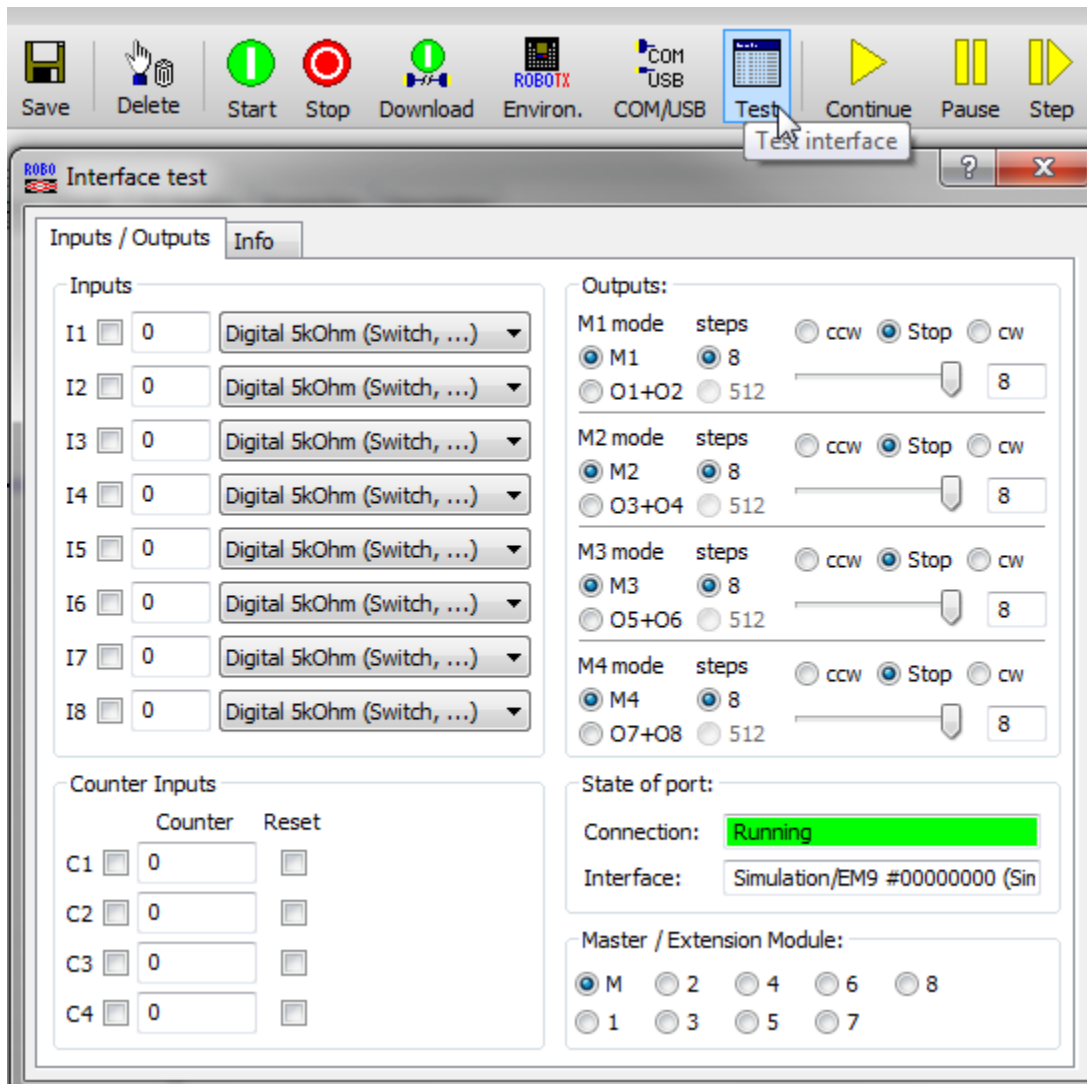 Save Delete Start Stop Download ROBOTX Environ. COM USB COM/USB Test Continue Pause Step
Test interface
ROBO Interface test ? X
Inputs / Outputs Info
Inputs
I1 0 Digital 5kOhm (Switch, ...)
I2 0 Digital 5kOhm (Switch, ...)
I3 0 Digital 5kOhm (Switch, ...)
I4 0 Digital 5kOhm (Switch, ...)
I5 0 Digital 5kOhm (Switch, ...)
I6 0 Digital 5kOhm (Switch, ...)
I7 0 Digital 5kOhm (Switch, ...)
I8 0 Digital 5kOhm (Switch, ...)
Outputs:
M1 mode steps ccw Stop cw
M1 8
O1+O2 512 8
M2 mode steps ccw Stop cw
M2 8
O3+O4 512 8
M3 mode steps ccw Stop cw
M3 8
O5+O6 512 8
M4 mode steps ccw Stop cw
M4 8
O7+O8 512 8
Counter Inputs
Counter Reset
C1 0
C2 0
C3 0
C4 0
State of port:
Connection: Running
Interface: Simulation/EM9 #00000000 (Sin
Master / Extension Module:
M 2 4 6 8
1 3 5 7